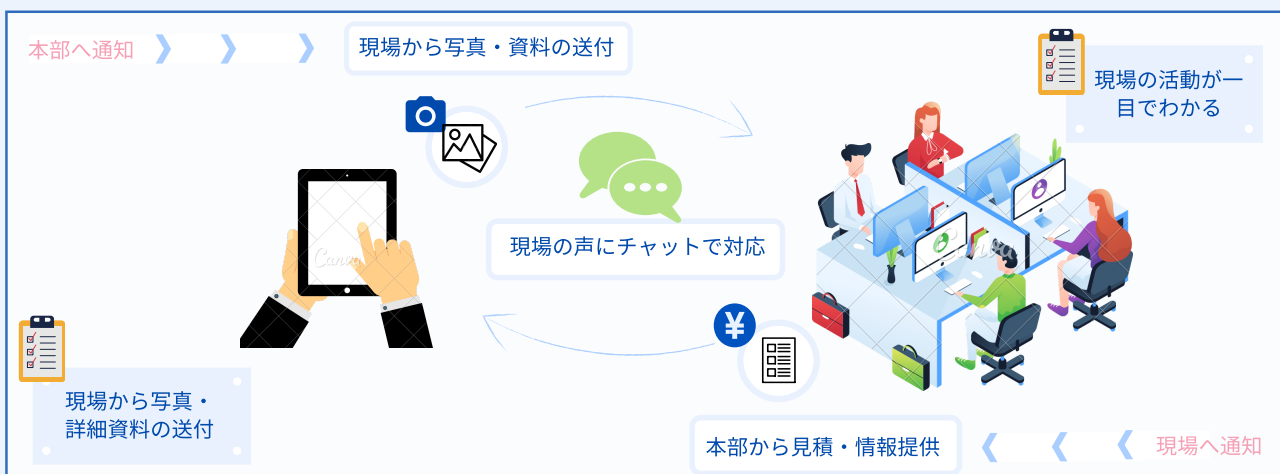 本部へ通知
現場から写真・資料の送付
現場の活動が一
目でわかる
現場の声にチャットで対応
Canva
Canva
¥
現場から写真・
詳細資料の送付
本部から見積・情報提供
現場へ通知